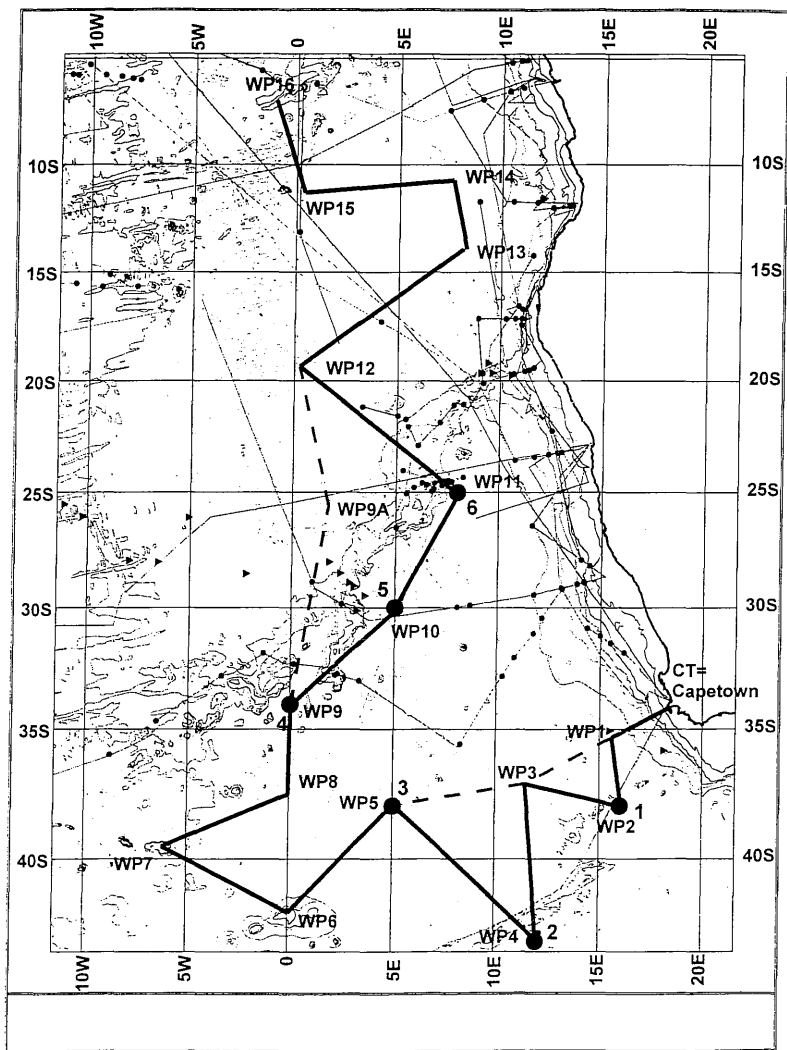 10W
5W
0
5E
10E
15E
20E
WP16
10S
10S
WP14
WP15
WP13
15S
15S
WP12
20S
20S
WP11
25S
WP9A
6
25S
5
30S
30S
WP10
CT=
Capetown
WP9
4
35S
35S
WP1
WP3
WP8
3
WP5
1
WP2
WP7
40S
40S
WP6
WP4
2
10W
5W
0
5E
10E
15E
20E